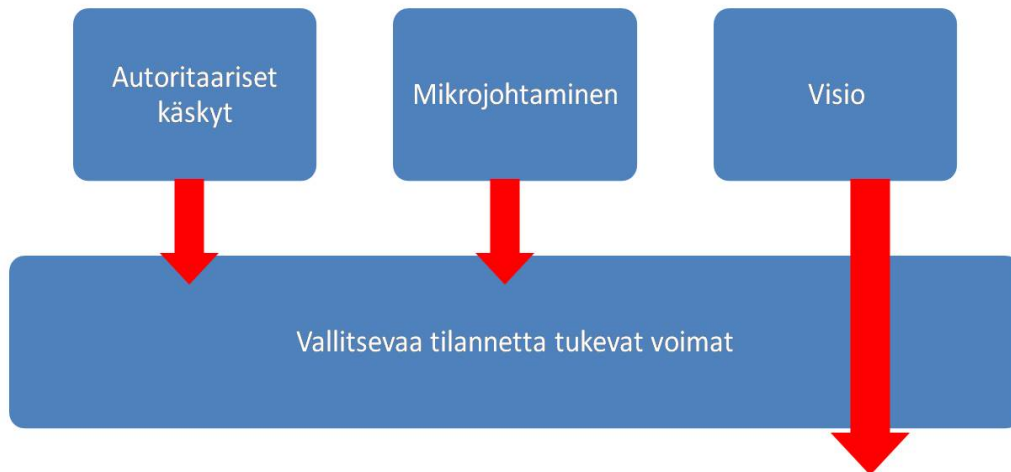 Autoritaariset
käskyt
Mikrojohtaminen
Visio
Vallitsevaa tilannetta tukevat voimat